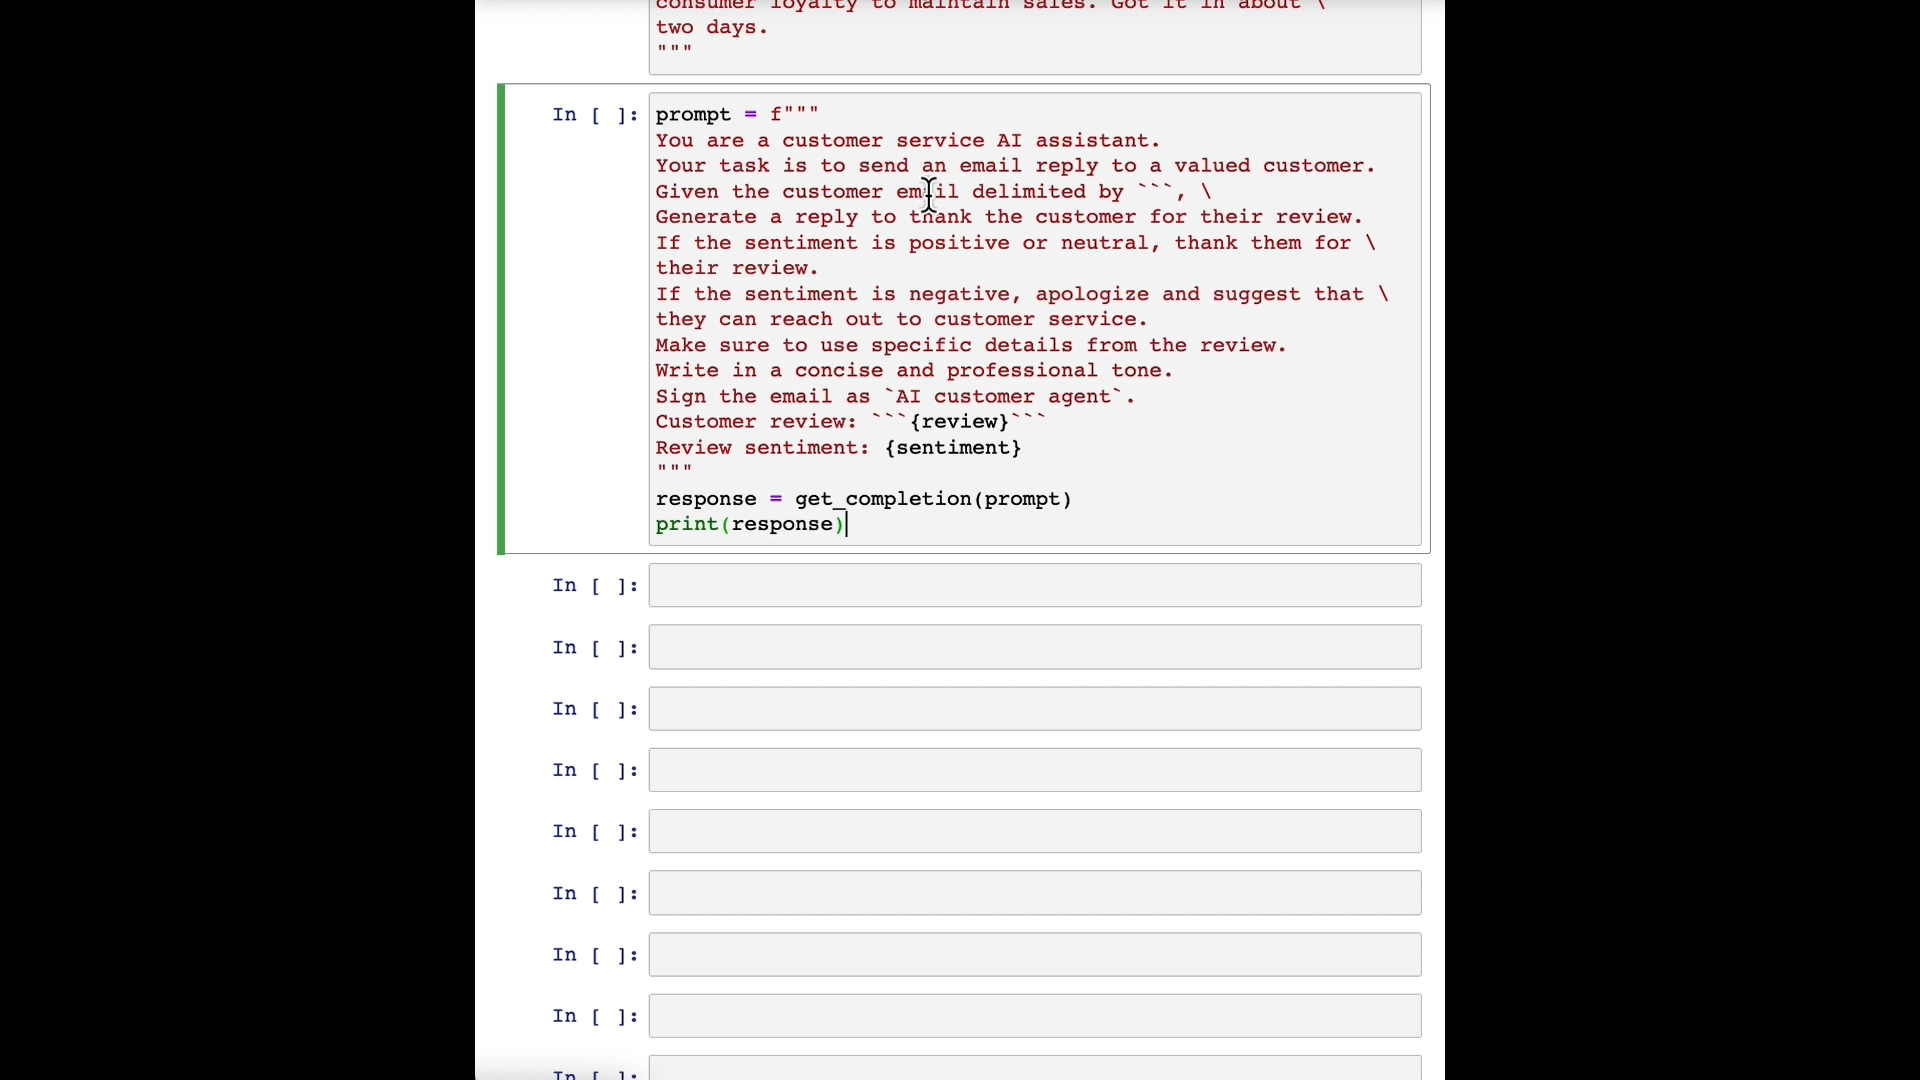 consumer loyalty to maintain sales. Got it in about \
two days.
"""
In [ ]: prompt = f"""
You are a customer service AI assistant.
Your task is to send an email reply to a valued customer.
Given the customer email delimited by ```, \
Generate a reply to thank the customer for their review.
If the sentiment is positive or neutral, thank them for \
their review.
If the sentiment is negative, apologize and suggest that \
they can reach out to customer service.
Make sure to use specific details from the review.
Write in a concise and professional tone.
Sign the email as `AI customer agent`.
Customer review: ```{review}```
Review sentiment: {sentiment}
"""
response = get_completion(prompt)
print(response)
In [ ]:
In [ ]:
In [ ]:
In [ ]:
In [ ]:
In [ ]:
In [ ]:
In [ ]:
In [ ]: